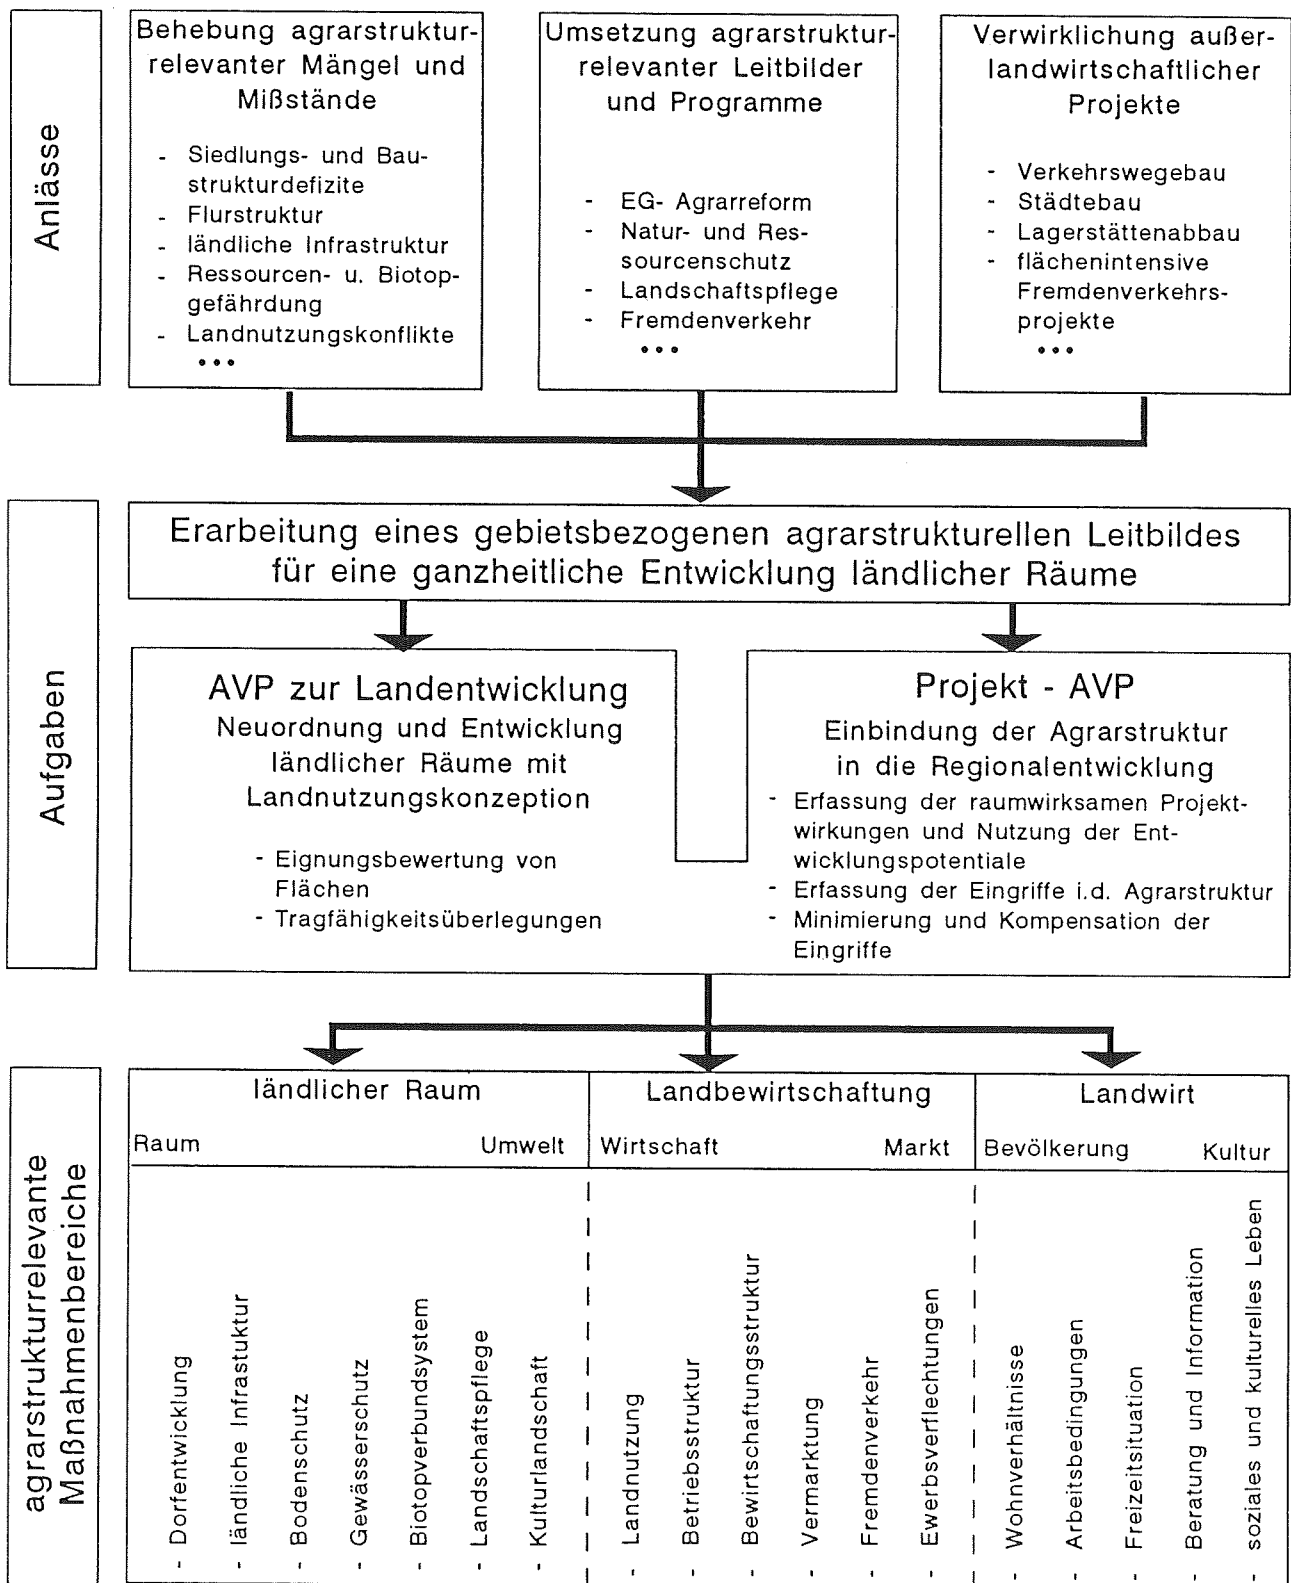 Anlässe
Behebung agrarstruktur-
relevanter Mängel und
Mißstände
- Siedlungs- und Bau-
strukturdefizite
- Flurstruktur
- ländliche Infrastruktur
- Ressourcen- u. Biotop-
gefährdung
- Landnutzungskonflikte
•••
Umsetzung agrarstruktur-
relevanter Leitbilder
und Programme
- EG- Agrarreform
- Natur- und Res-
sourcenschutz
- Landschaftspflege
- Fremdenverkehr
•••
Verwirklichung außer-
landwirtschaftlicher
Projekte
- Verkehrswegebau
- Städtebau
- Lagerstättenabbau
- flächenintensive
Fremdenverkehrs-
projekte
•••
Aufgaben
Erarbeitung eines gebietsbezogenen agrarstrukturellen Leitbildes
für eine ganzheitliche Entwicklung ländlicher Räume
AVP zur Landentwicklung
Neuordnung und Entwicklung
ländlicher Räume mit
Landnutzungskonzeption
- Eignungsbewertung von
Flächen
- Tragfähigkeitsüberlegungen
Projekt - AVP
Einbindung der Agrarstruktur
in die Regionalentwicklung
- Erfassung der raumwirksamen Projekt-
wirkungen und Nutzung der Ent-
wicklungspotentiale
- Erfassung der Eingriffe i.d. Agrarstruktur
- Minimierung und Kompensation der
Eingriffe
agrarstrukturrelevante
Maßnahmenbereiche
ländlicher Raum
Raum Umwelt
- Dorfentwicklung
- ländliche Infrastuktur
- Bodenschutz
- Gewässerschutz
- Biotopverbundsystem
- Landschaftspflege
- Kulturlandschaft
Landbewirtschaftung
Wirtschaft Markt
- Landnutzung
- Betriebsstruktur
- Bewirtschaftungsstruktur
- Vermarktung
- Fremdenverkehr
- Ewerbsverflechtungen
Landwirt
Bevölkerung Kultur
- Wohnverhältnisse
- Arbeitsbedingungen
- Freizeitsituation
- Beratung und Information
- soziales und kulturelles Leben